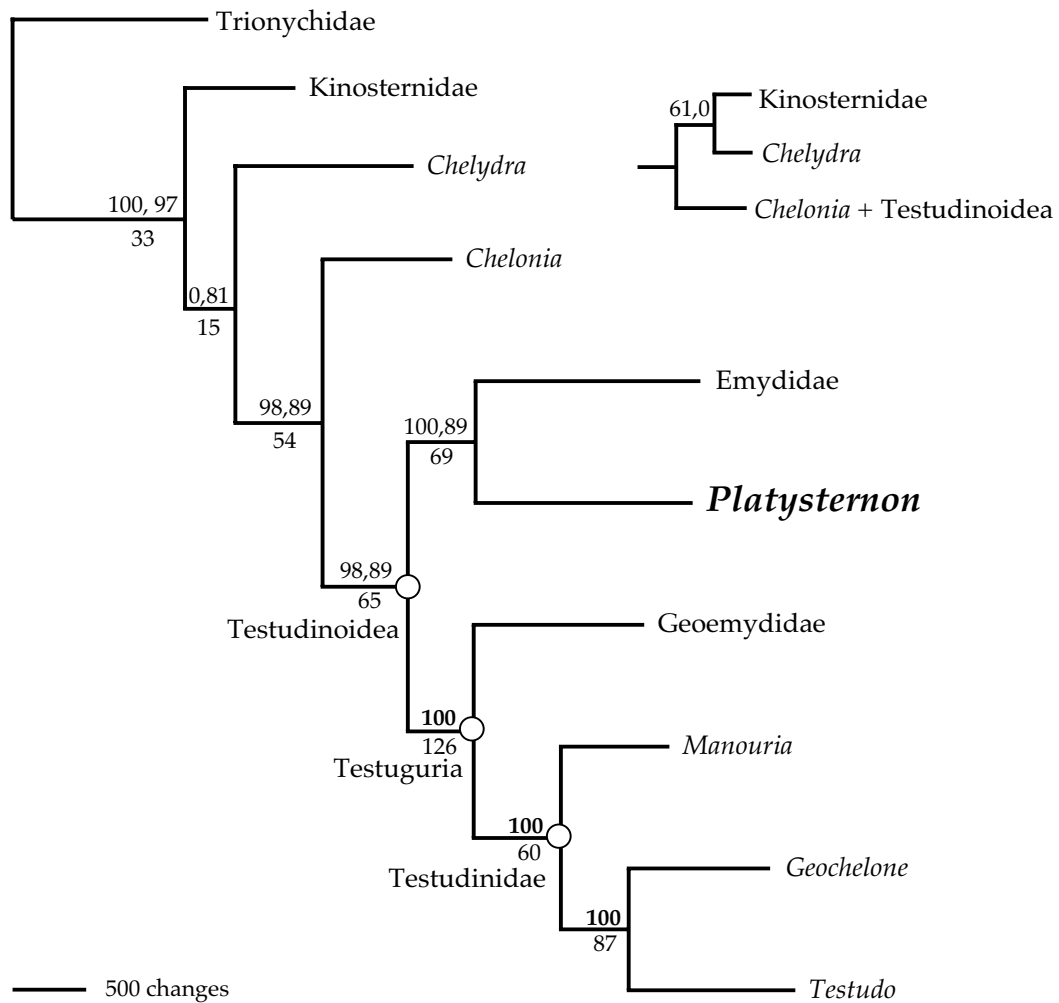 Trionychidae
Kinosternidae
61,0
Kinosternidae
Chelydra
Chelydra
100, 97
33
Chelonia + Testudinoidea
Chelonia
0,81
15
Emydidae
98,89
54
100,89
69
Platysternon
98,89
65
Testudinoidea
Geoemydidae
100
126
Testuguria
Manouria
100
60
Testudinidae
Geochelone
100
87
500 changes
Testudo